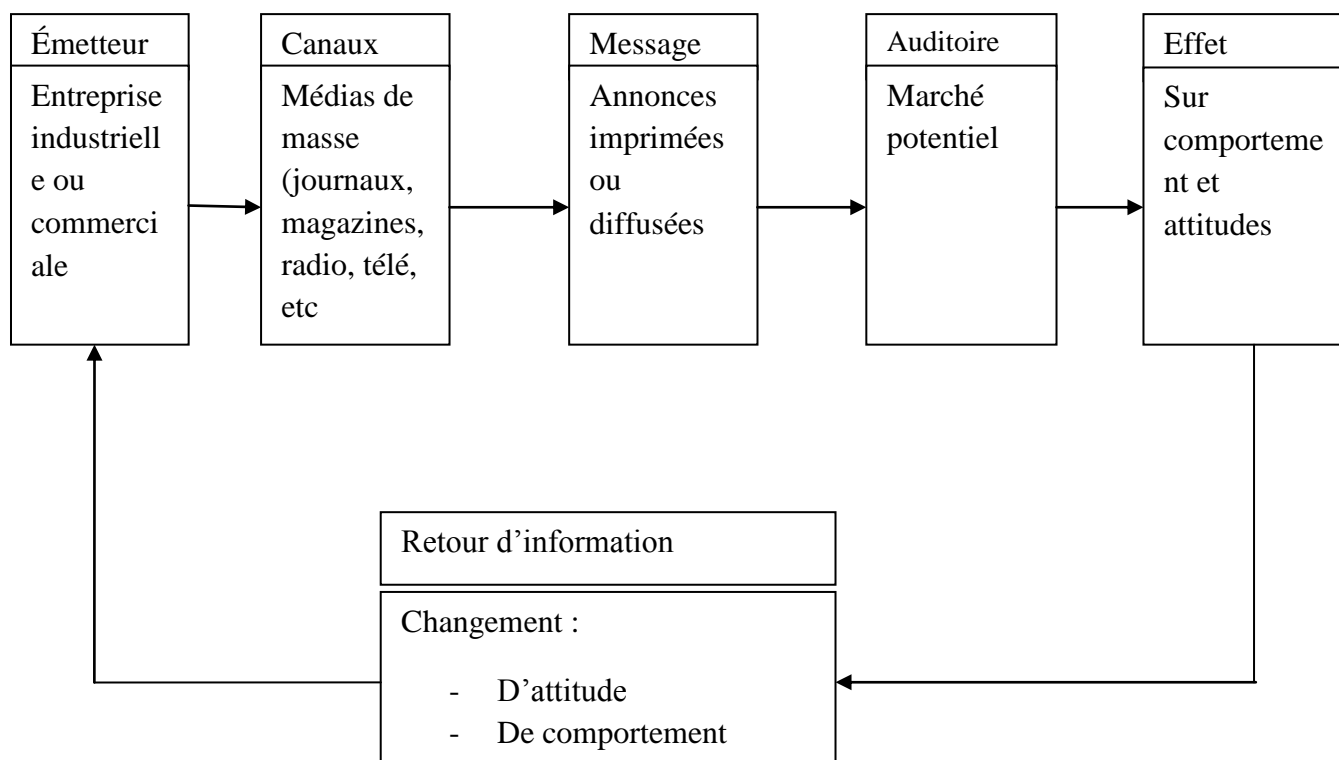 Émetteur
Entreprise
industriell
e ou
commerci
ale
Canaux
Médias de
masse
(journaux,
magazines,
radio, télé,
etc
Message
Annonces
imprimées
ou
diffusées
Auditoire
Marché
potentiel
Effet
Sur
comporteme
nt et
attitudes
Retour d’information
Changement :
- D’attitude
- De comportement